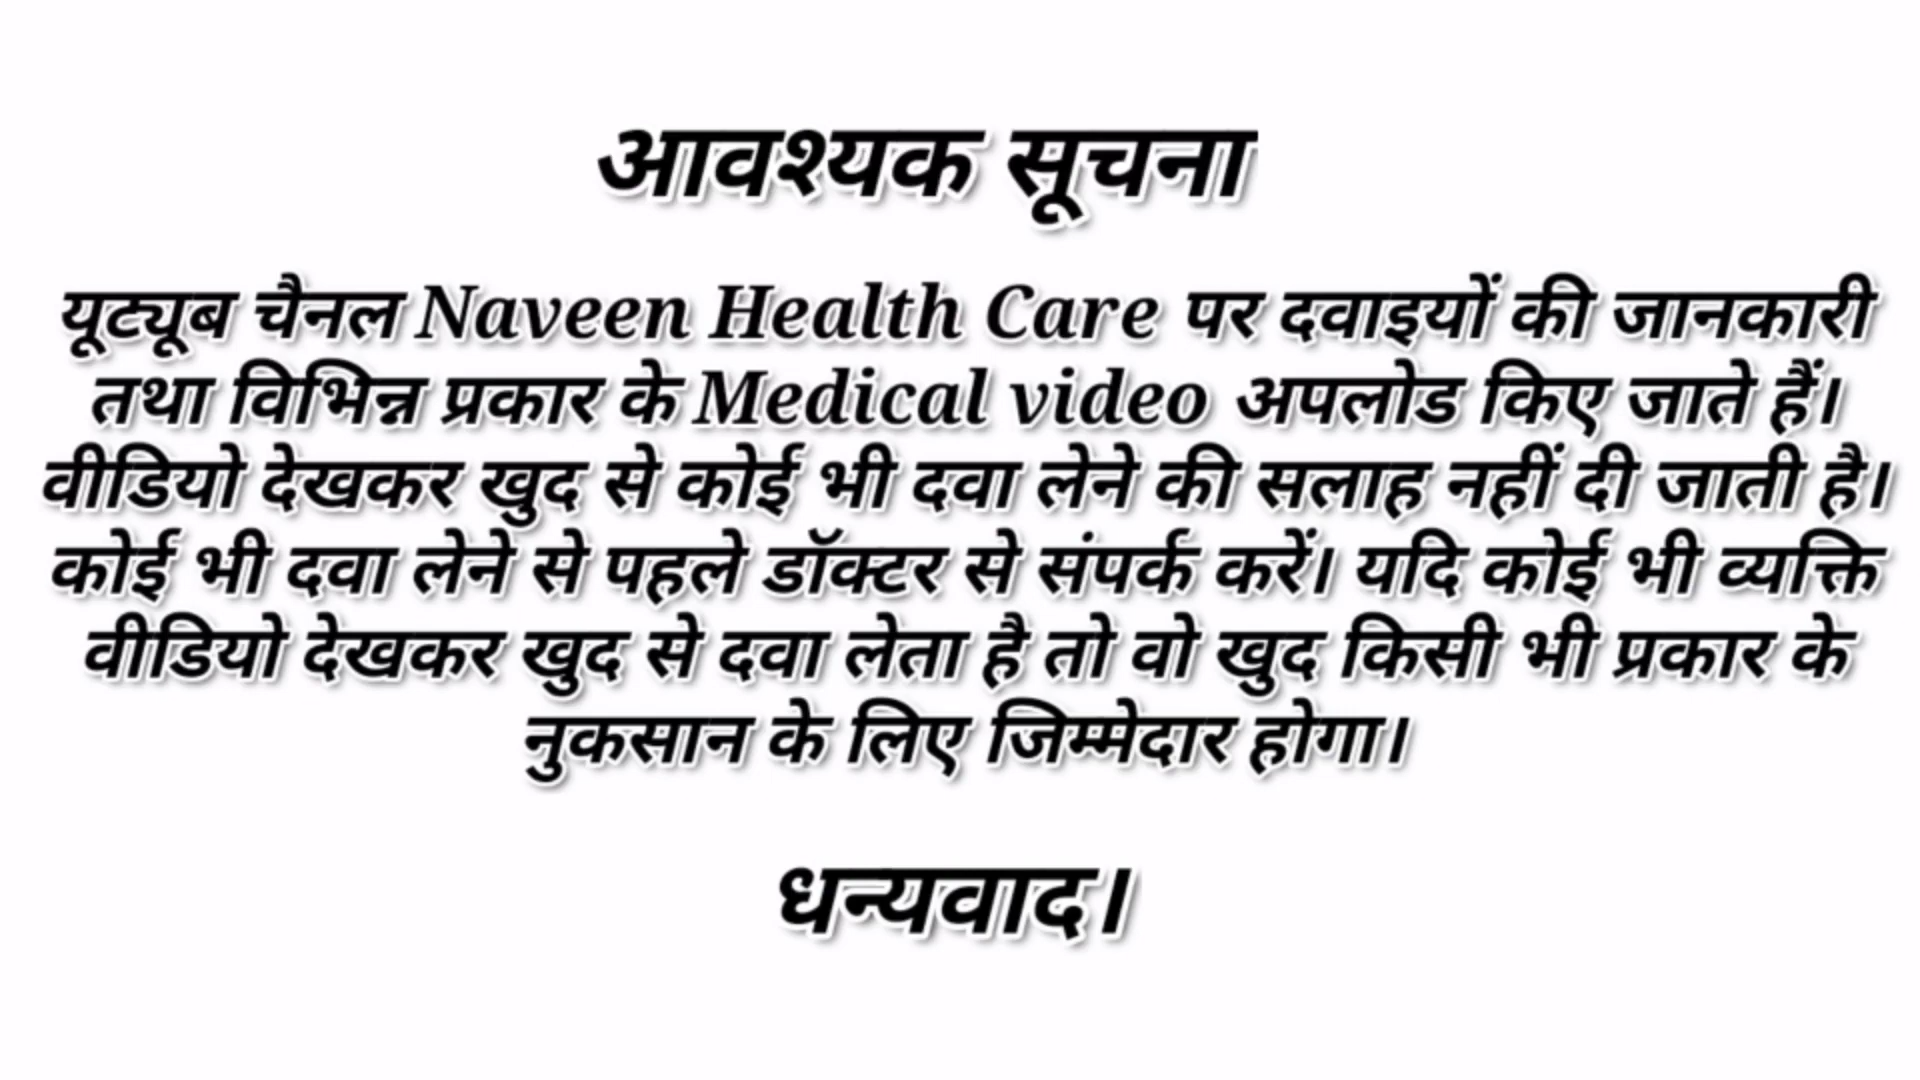 आवश्यक सूचना
यूट्यूब चैनल Naveen Health Care पर दवाइयों की जानकारी
तथा विभिन्न प्रकार के Medical video अपलोड किए जाते हैं।
वीडियो देखकर खुद से कोई भी दवा लेने की सलाह नहीं दी जाती है।
कोई भी दवा लेने से पहले डॉक्टर से संपर्क करें। यदि कोई भी व्यक्ति
वीडियो देखकर खुद से दवा लेता है तो वो खुद किसी भी प्रकार के
नुकसान के लिए जिम्मेदार होगा।
धन्यवाद।